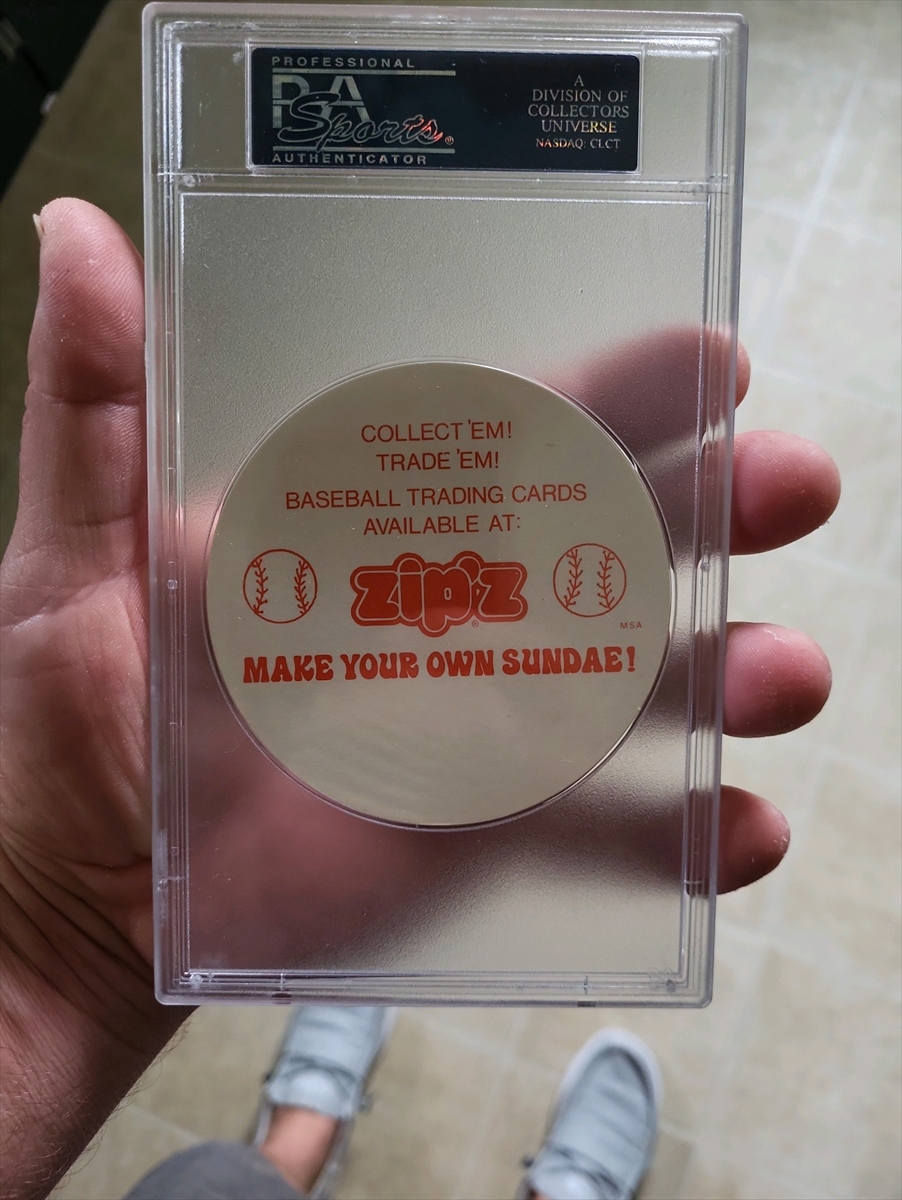 PROFESSIONAL
PSA
Sports®
AUTHENTICATOR
A
DIVISION OF
COLLECTORS
UNIVERSE
NASDAQ: CLCT
COLLECT 'EM!
TRADE 'EM!
BASEBALL TRADING CARDS
AVAILABLE AT:
zip'z®
MSA
MAKE YOUR OWN SUNDAE!